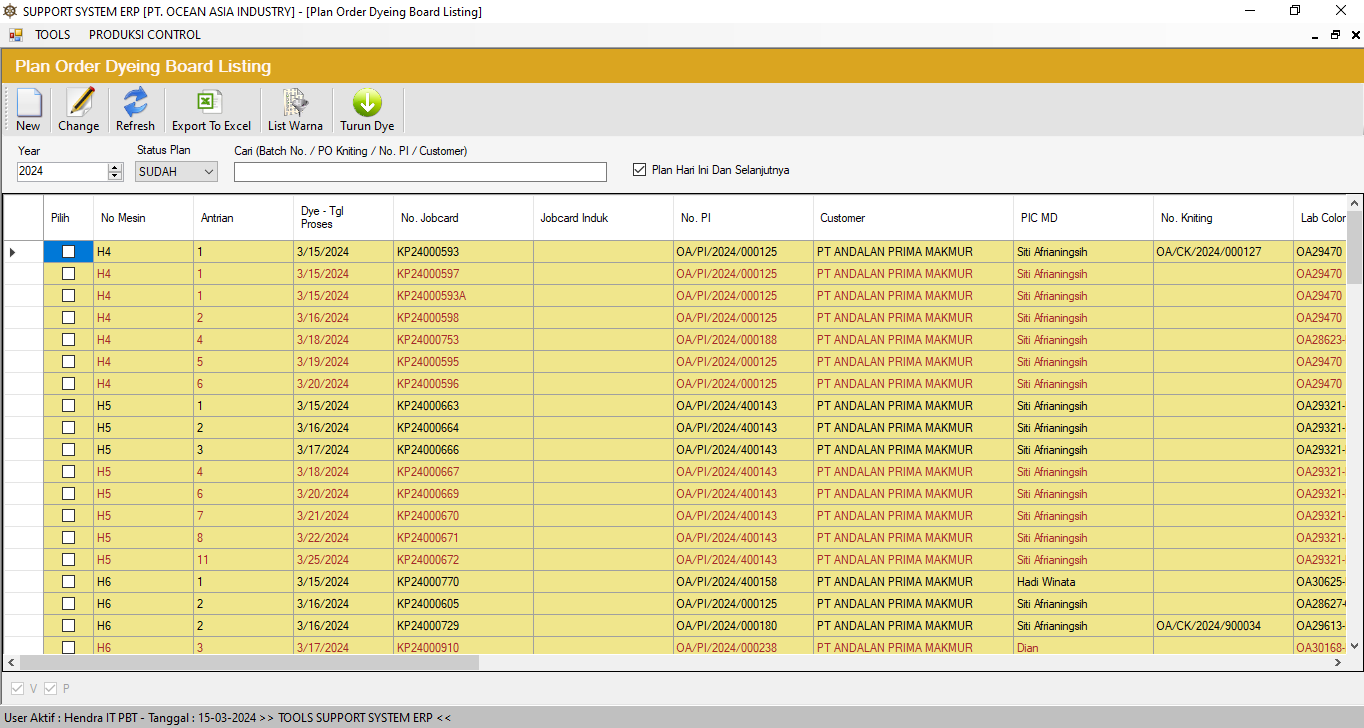 SUPPORT SYSTEM ERP [PT. OCEAN ASIA INDUSTRY] - [Plan Order Dyeing Board Listing]
TOOLS PRODUKSI CONTROL
Plan Order Dyeing Board Listing
New Change Refresh Export To Excel List Warna Turun Dye
Year Status Plan Cari (Batch No. / PO Kniting / No. PI / Customer)
2024 SUDAH Plan Hari Ini Dan Selanjutnya
Pilih No Mesin Antrian Dye - Tgl Proses No. Jobcard Jobcard Induk No. PI Customer PIC MD No. Kniting Lab Color
H4 1 3/15/2024 KP24000593 OA/PI/2024/000125 PT ANDALAN PRIMA MAKMUR Siti Afrianingsih OA/CK/2024/000127 OA29470
H4 1 3/15/2024 KP24000597 OA/PI/2024/000125 PT ANDALAN PRIMA MAKMUR Siti Afrianingsih OA29470
H4 1 3/15/2024 KP24000593A OA/PI/2024/000125 PT ANDALAN PRIMA MAKMUR Siti Afrianingsih OA29470
H4 2 3/16/2024 KP24000598 OA/PI/2024/000125 PT ANDALAN PRIMA MAKMUR Siti Afrianingsih OA29470
H4 4 3/18/2024 KP24000753 OA/PI/2024/000188 PT ANDALAN PRIMA MAKMUR Siti Afrianingsih OA28623-
H4 5 3/19/2024 KP24000595 OA/PI/2024/000125 PT ANDALAN PRIMA MAKMUR Siti Afrianingsih OA29470
H4 6 3/20/2024 KP24000596 OA/PI/2024/000125 PT ANDALAN PRIMA MAKMUR Siti Afrianingsih OA29470
H5 1 3/15/2024 KP24000663 OA/PI/2024/400143 PT ANDALAN PRIMA MAKMUR Siti Afrianingsih OA29321-
H5 2 3/16/2024 KP24000664 OA/PI/2024/400143 PT ANDALAN PRIMA MAKMUR Siti Afrianingsih OA29321-
H5 3 3/17/2024 KP24000666 OA/PI/2024/400143 PT ANDALAN PRIMA MAKMUR Siti Afrianingsih OA29321-
H5 4 3/18/2024 KP24000667 OA/PI/2024/400143 PT ANDALAN PRIMA MAKMUR Siti Afrianingsih OA29321-
H5 6 3/20/2024 KP24000669 OA/PI/2024/400143 PT ANDALAN PRIMA MAKMUR Siti Afrianingsih OA29321-
H5 7 3/21/2024 KP24000670 OA/PI/2024/400143 PT ANDALAN PRIMA MAKMUR Siti Afrianingsih OA29321-
H5 8 3/22/2024 KP24000671 OA/PI/2024/400143 PT ANDALAN PRIMA MAKMUR Siti Afrianingsih OA29321-
H5 11 3/25/2024 KP24000672 OA/PI/2024/400143 PT ANDALAN PRIMA MAKMUR Siti Afrianingsih OA29321-
H6 1 3/15/2024 KP24000770 OA/PI/2024/400158 PT ANDALAN PRIMA MAKMUR Hadi Winata OA30625-
H6 2 3/16/2024 KP24000605 OA/PI/2024/000125 PT ANDALAN PRIMA MAKMUR Siti Afrianingsih OA28627
H6 2 3/16/2024 KP24000729 OA/PI/2024/000180 PT ANDALAN PRIMA MAKMUR Siti Afrianingsih OA/CK/2024/900034 OA29613-
H6 3 3/17/2024 KP24000910 OA/PI/2024/000238 PT ANDALAN PRIMA MAKMUR Dian OA30168-
V P
User Aktif : Hendra IT PBT - Tanggal : 15-03-2024 >> TOOLS SUPPORT SYSTEM ERP <<